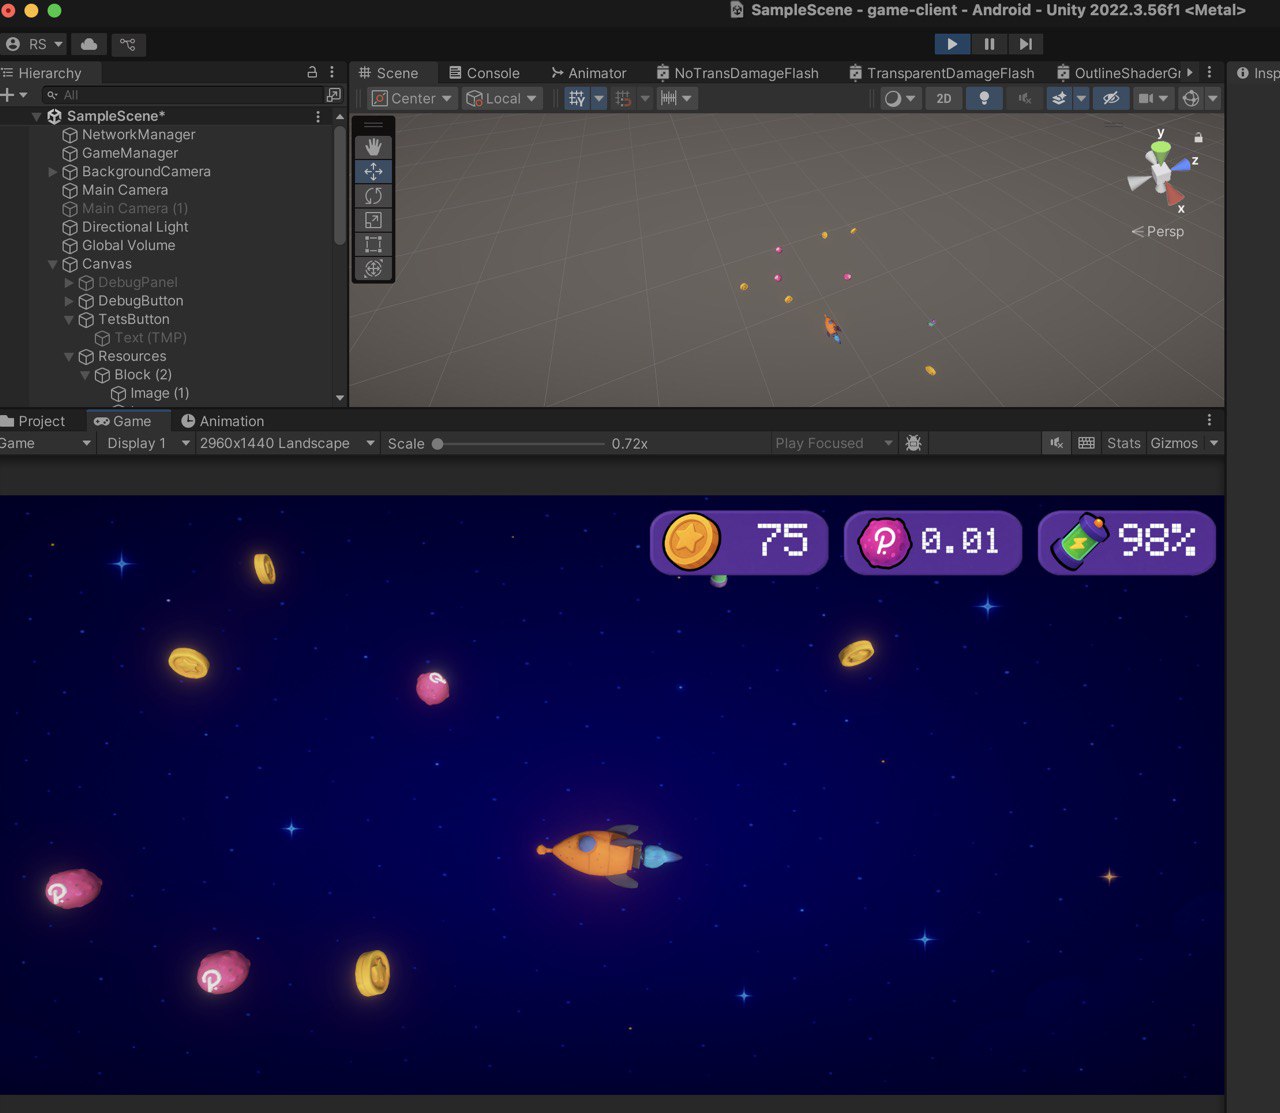 SampleScene - game-client - Android - Unity 2022.3.56f1 <Metal>
RS
Hierarchy
Scene
Console
Animator
NoTransDamageFlash
TransparentDamageFlash
OutlineShaderGr
Insp
All
Center
Local
2D
SampleScene*
NetworkManager
GameManager
BackgroundCamera
Main Camera
Main Camera (1)
Directional Light
Global Volume
Canvas
DebugPanel
DebugButton
TetsButton
Text (TMP)
Resources
Block (2)
Image (1)
y
z
x
Persp
Project
Game
Animation
Game
Display 1
2960x1440 Landscape
Scale
0.72x
Play Focused
Stats
Gizmos
75
P
0.01
98%
P
P